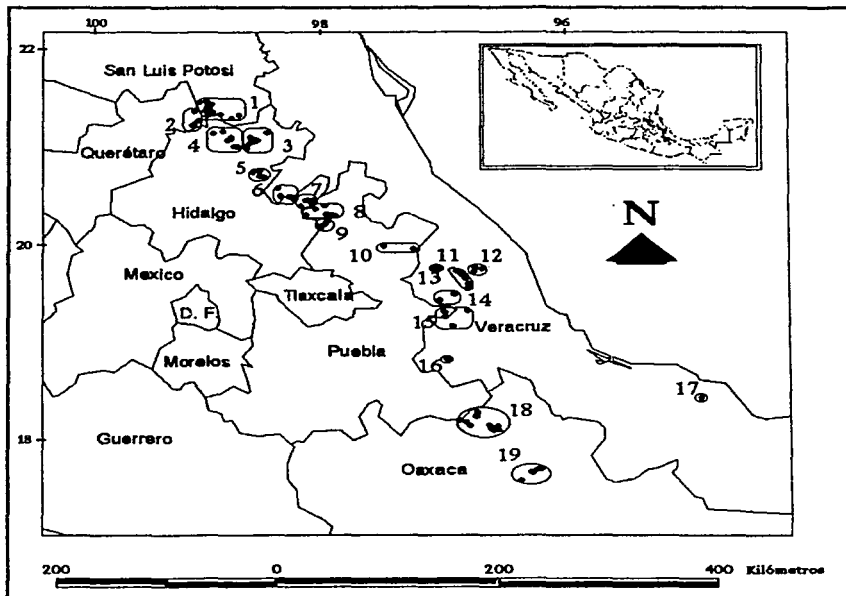 100 98 96
22
San Luis Potosi
1
2
Querétaro
4 3
5
6 7
Hidalgo
8
9
N
20
10 11 12
13
Mexico
Tlaxcala
14
D. F.
15 Veracruz
Morelos
Puebla
16
17
18
18
Guerrero
19
Oaxaca
200 0 200 400 Kilómetros